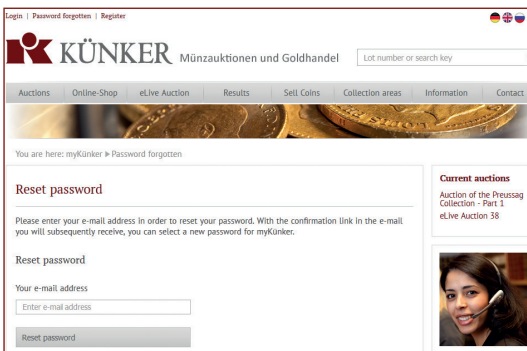 Login | Password forgotten | Register
KÜNKER Münzauktionen und Goldhandel
Lot number or search key
Auctions Online-Shop eLive Auction Results Sell Coins Collection areas Information Contact
You are here: myKünker ▶ Password forgotten
Reset password
Please enter your e-mail address in order to reset your password. With the confirmation link in the e-mail
you will subsequently receive, you can select a new password for myKünker.
Reset password
Your e-mail address
Enter e-mail address
Reset password
Current auctions
Auction of the Preussag
Collection - Part 1
eLive Auction 38